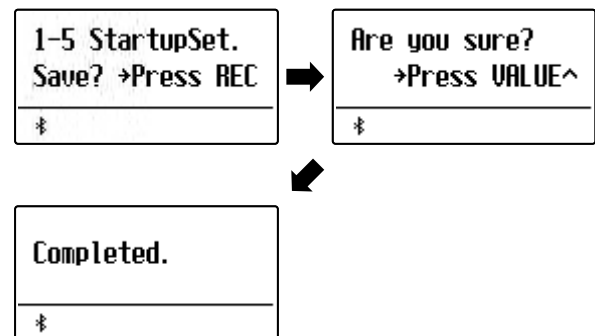 1-5 StartupSet.
Save? →Press REC
Are you sure?
→Press VALUE^
Completed.